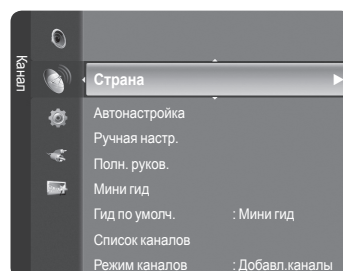 Канал
Страна
Автонастройка
Ручная настр.
Полн. руков.
Мини гид
Гид по умолч. : Мини гид
Список каналов
Режим каналов : Добавл.каналы